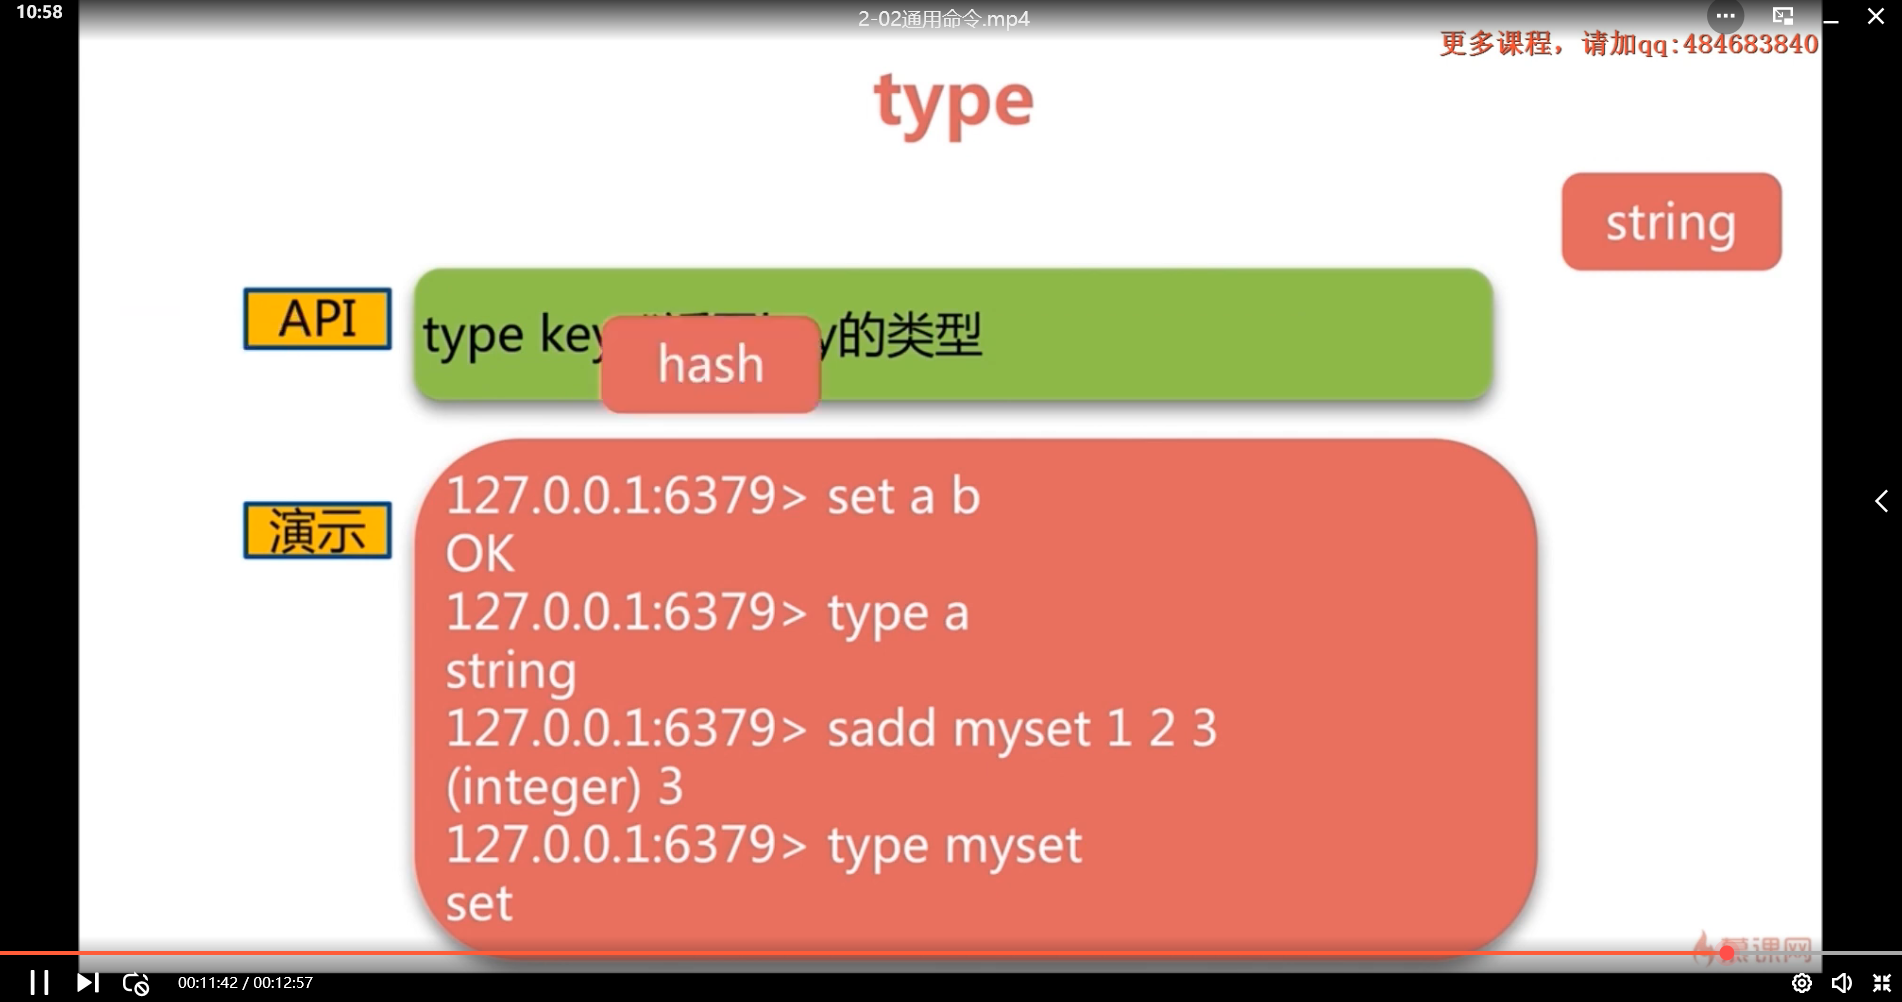 10:58
2-02通用命令.mp4
更多课程，请加qq:484683840
type
string
API
type key
y的类型
hash
演示
127.0.0.1:6379> set a b
OK
127.0.0.1:6379> type a
string
127.0.0.1:6379> sadd myset 1 2 3
(integer) 3
127.0.0.1:6379> type myset
set
慕课网
00:11:42 / 00:12:57